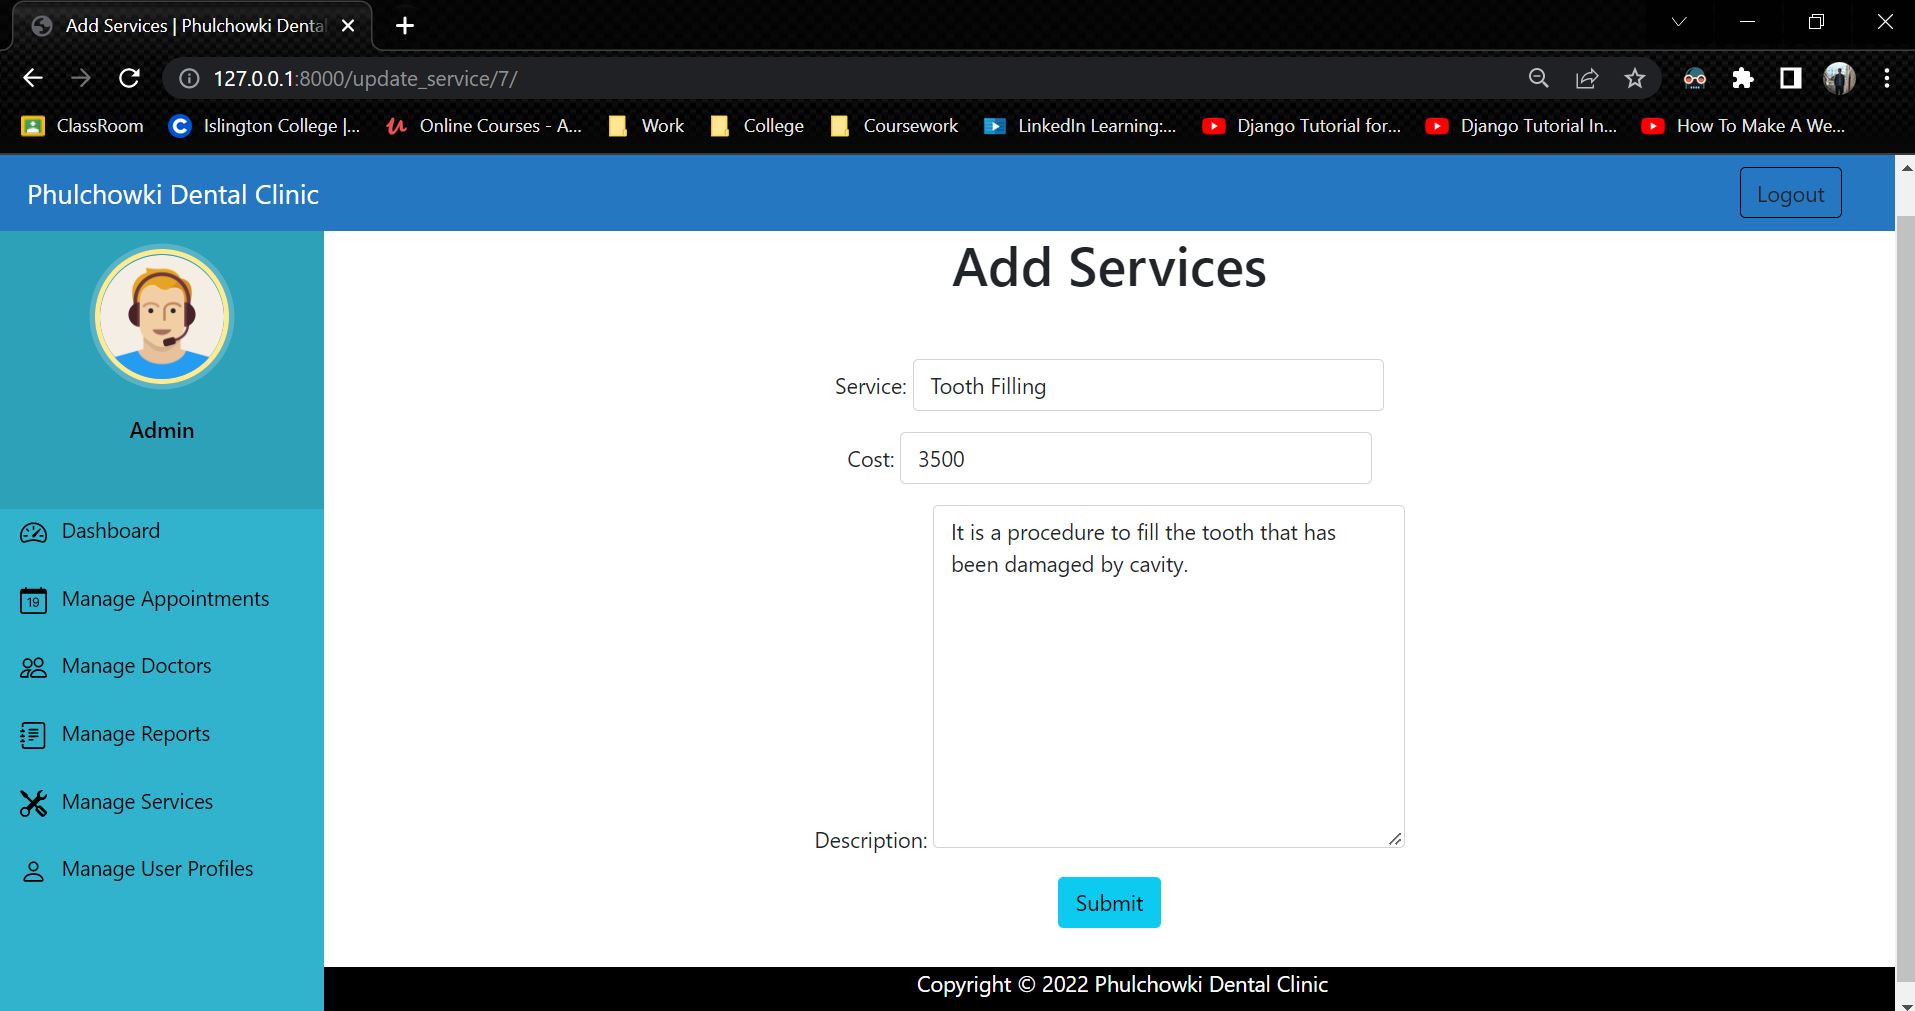 Add Services | Phulchowki Dental
127.0.0.1:8000/update_service/7/
ClassRoom
Islington College |...
Online Courses - A...
Work
College
Coursework
LinkedIn Learning:...
Django Tutorial for...
Django Tutorial In...
How To Make A We...
Phulchowki Dental Clinic
Logout
Admin
Dashboard
19
Manage Appointments
Manage Doctors
Manage Reports
Manage Services
Manage User Profiles
Add Services
Service: Tooth Filling
Cost: 3500
It is a procedure to fill the tooth that has
been damaged by cavity.
Description:
Submit
Copyright © 2022 Phulchowki Dental Clinic